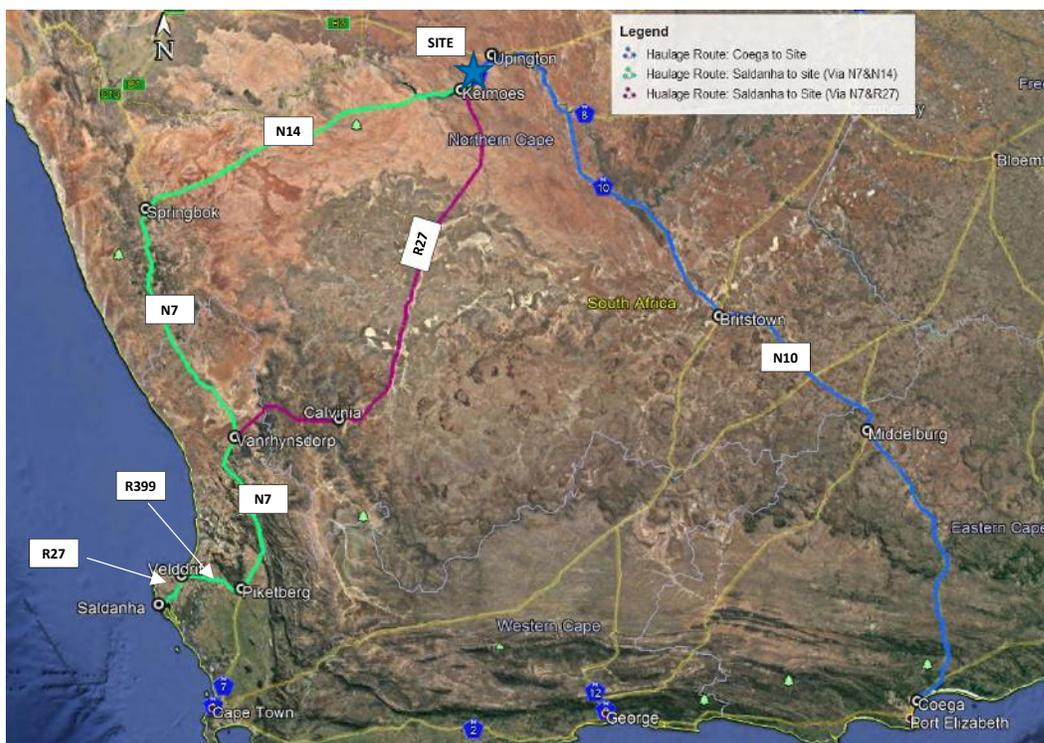 N
SITE
Upington
Keimoes
Legend
Haulage Route: Coega to Site
Haulage Route: Saldanha to site (Via N7&N14)
Hualage Route: Saldanha to Site (Via N7&R27)
N14
Northern Cape
8
10
Bloemf
Springbok
R27
N7
South Africa
Britstown
N10
Calvinia
Vanrhynsdorp
Middelburg
R399
N7
R27
Eastern Cape
Piketberg
Saldanha
Western Cape
7
12
Cape Town
George
2
Coega
Port Elizabeth